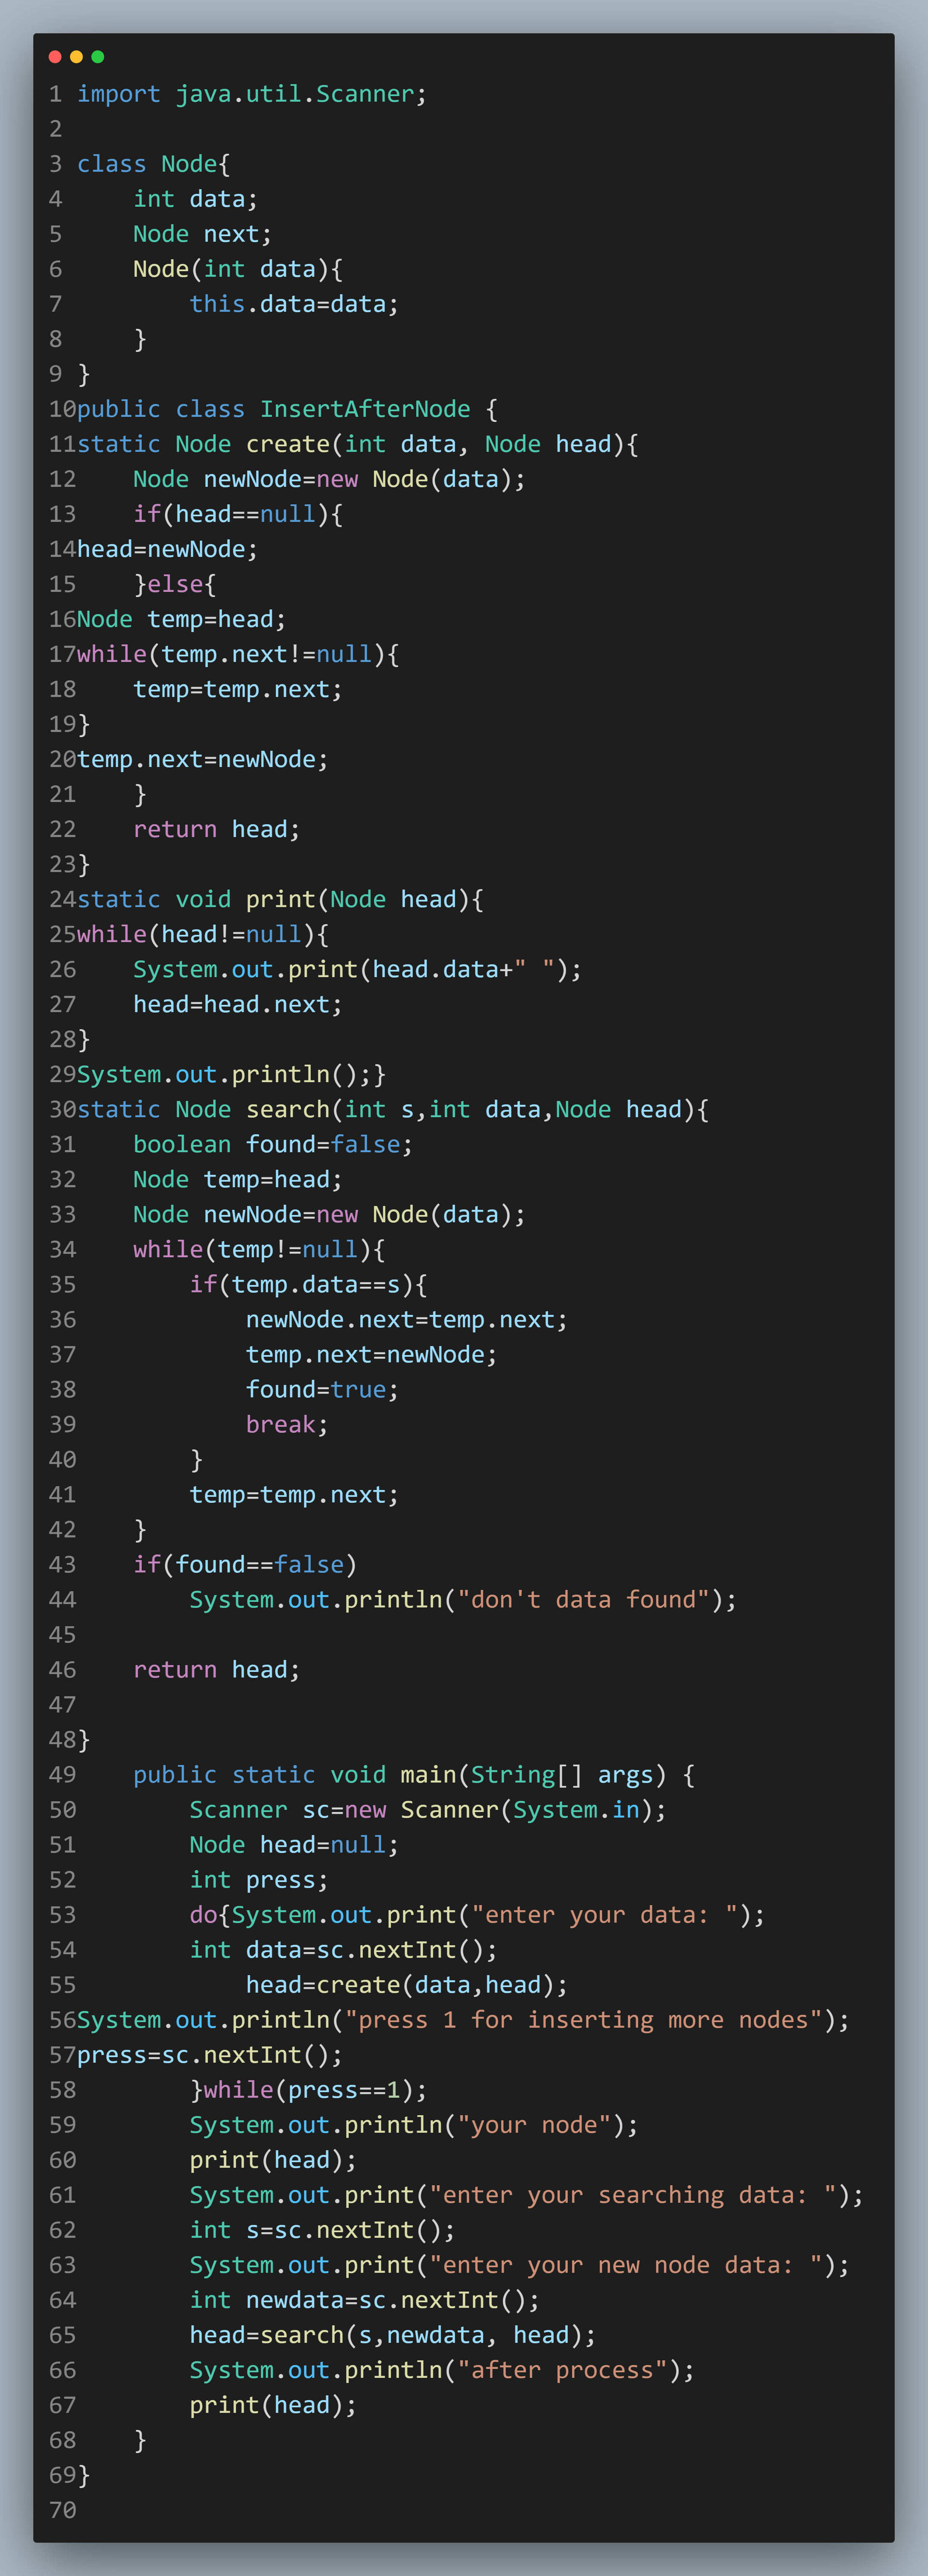 1 import java.util.Scanner;
2
3 class Node{
4     int data;
5     Node next;
6     Node(int data){
7         this.data=data;
8     }
9 }
10public class InsertAfterNode {
11static Node create(int data, Node head){
12    Node newNode=new Node(data);
13    if(head==null){
14head=newNode;
15    }else{
16Node temp=head;
17while(temp.next!=null){
18    temp=temp.next;
19}
20temp.next=newNode;
21    }
22    return head;
23}
24static void print(Node head){
25while(head!=null){
26    System.out.print(head.data+" ");
27    head=head.next;
28}
29System.out.println();}
30static Node search(int s,int data,Node head){
31    boolean found=false;
32    Node temp=head;
33    Node newNode=new Node(data);
34    while(temp!=null){
35        if(temp.data==s){
36            newNode.next=temp.next;
37            temp.next=newNode;
38            found=true;
39            break;
40        }
41        temp=temp.next;
42    }
43    if(found==false)
44        System.out.println("don't data found");
45
46    return head;
47
48}
49    public static void main(String[] args) {
50        Scanner sc=new Scanner(System.in);
51        Node head=null;
52        int press;
53        do{System.out.print("enter your data: ");
54        int data=sc.nextInt();
55            head=create(data,head);
56System.out.println("press 1 for inserting more nodes");
57press=sc.nextInt();
58        }while(press==1);
59        System.out.println("your node");
60        print(head);
61        System.out.print("enter your searching data: ");
62        int s=sc.nextInt();
63        System.out.print("enter your new node data: ");
64        int newdata=sc.nextInt();
65        head=search(s,newdata, head);
66        System.out.println("after process");
67        print(head);
68    }
69}
70